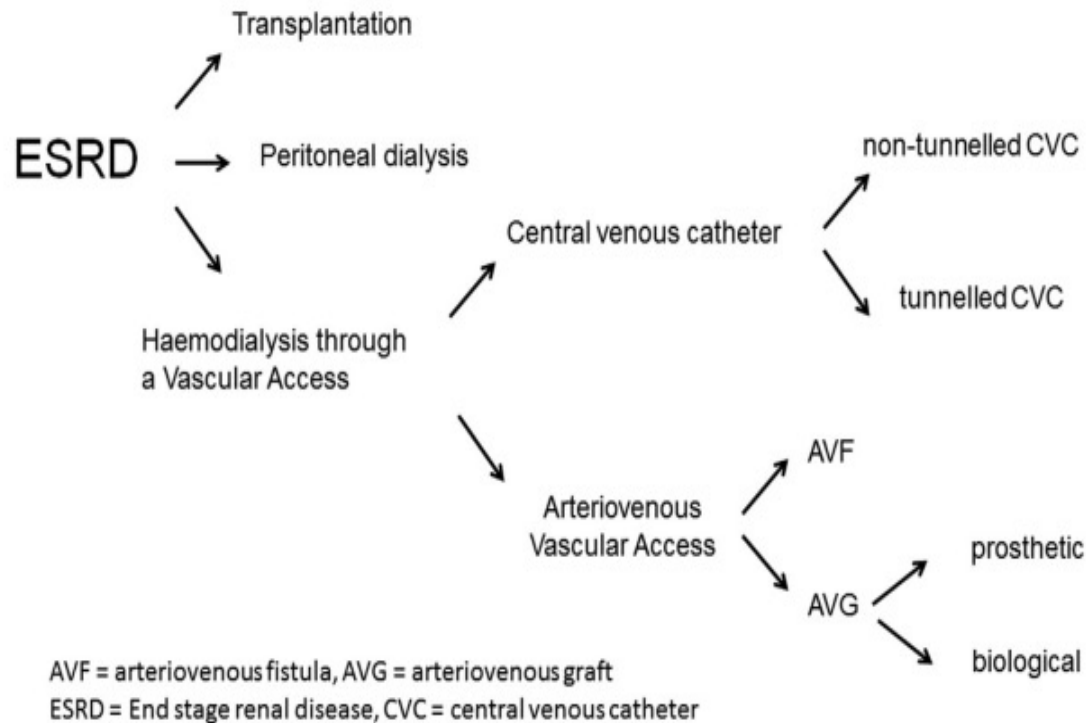 Transplantation
ESRD
Peritoneal dialysis
non-tunnelled CVC
Central venous catheter
tunnelled CVC
Haemodialysis through
a Vascular Access
AVF
Arteriovenous
Vascular Access
prosthetic
AVG
biological
AVF = arteriovenous fistula, AVG = arteriovenous graft
ESRD = End stage renal disease, CVC = central venous catheter